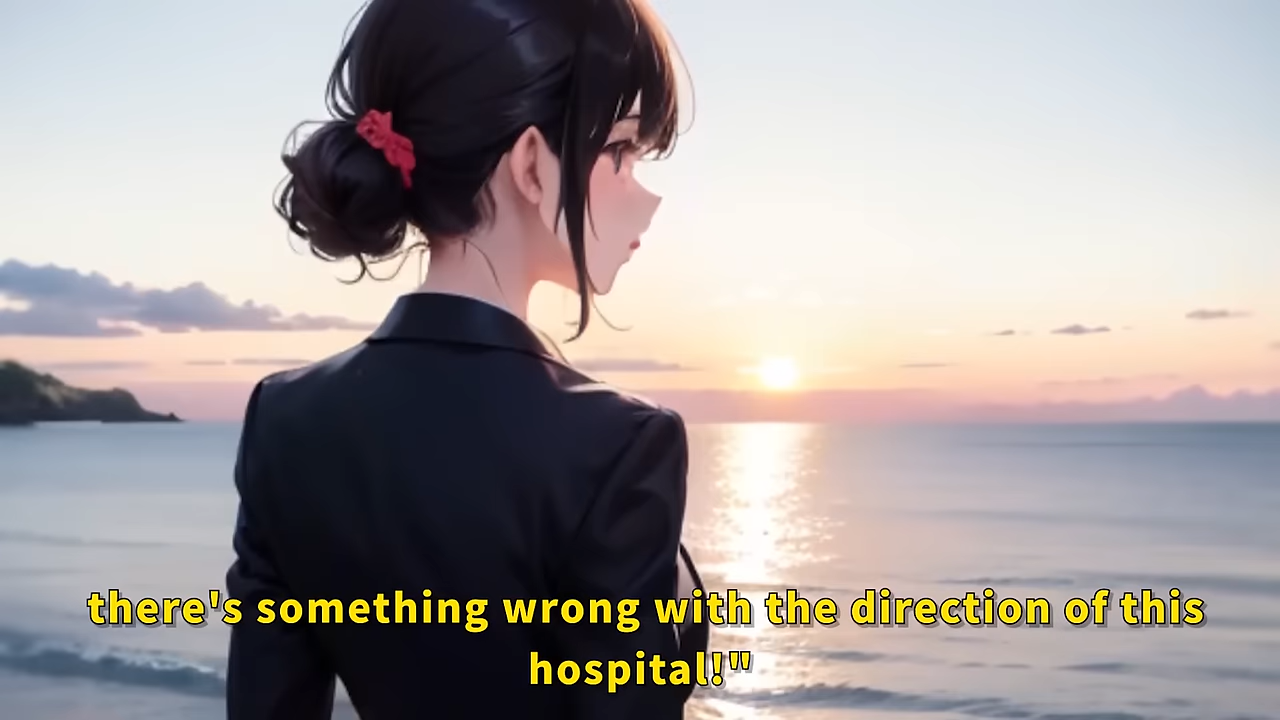 there's something wrong with the direction of this
hospital!"